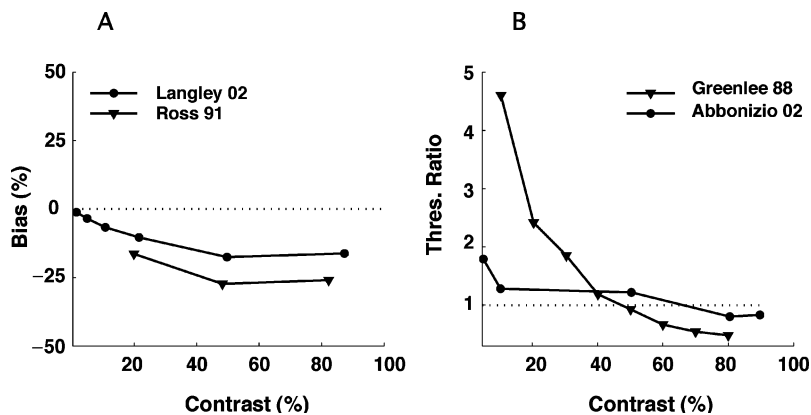 A
50
25
0
−25
−50
Bias (%)
Langley 02
Ross 91
20
40
60
80
100
Contrast (%)
B
5
4
3
2
1
Thres. Ratio
Greenlee 88
Abbonizio 02
20
40
60
80
100
Contrast (%)